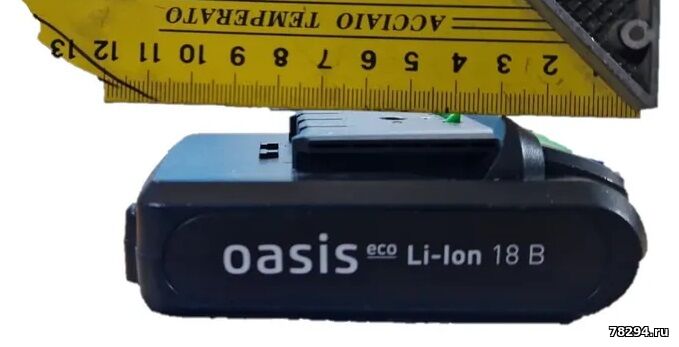 ACCIAIO TEMPERATO
13 12 11 10 9 8 7 6 5 4 3 2 1
oasis eco Li-Ion 18 В
78294.ru